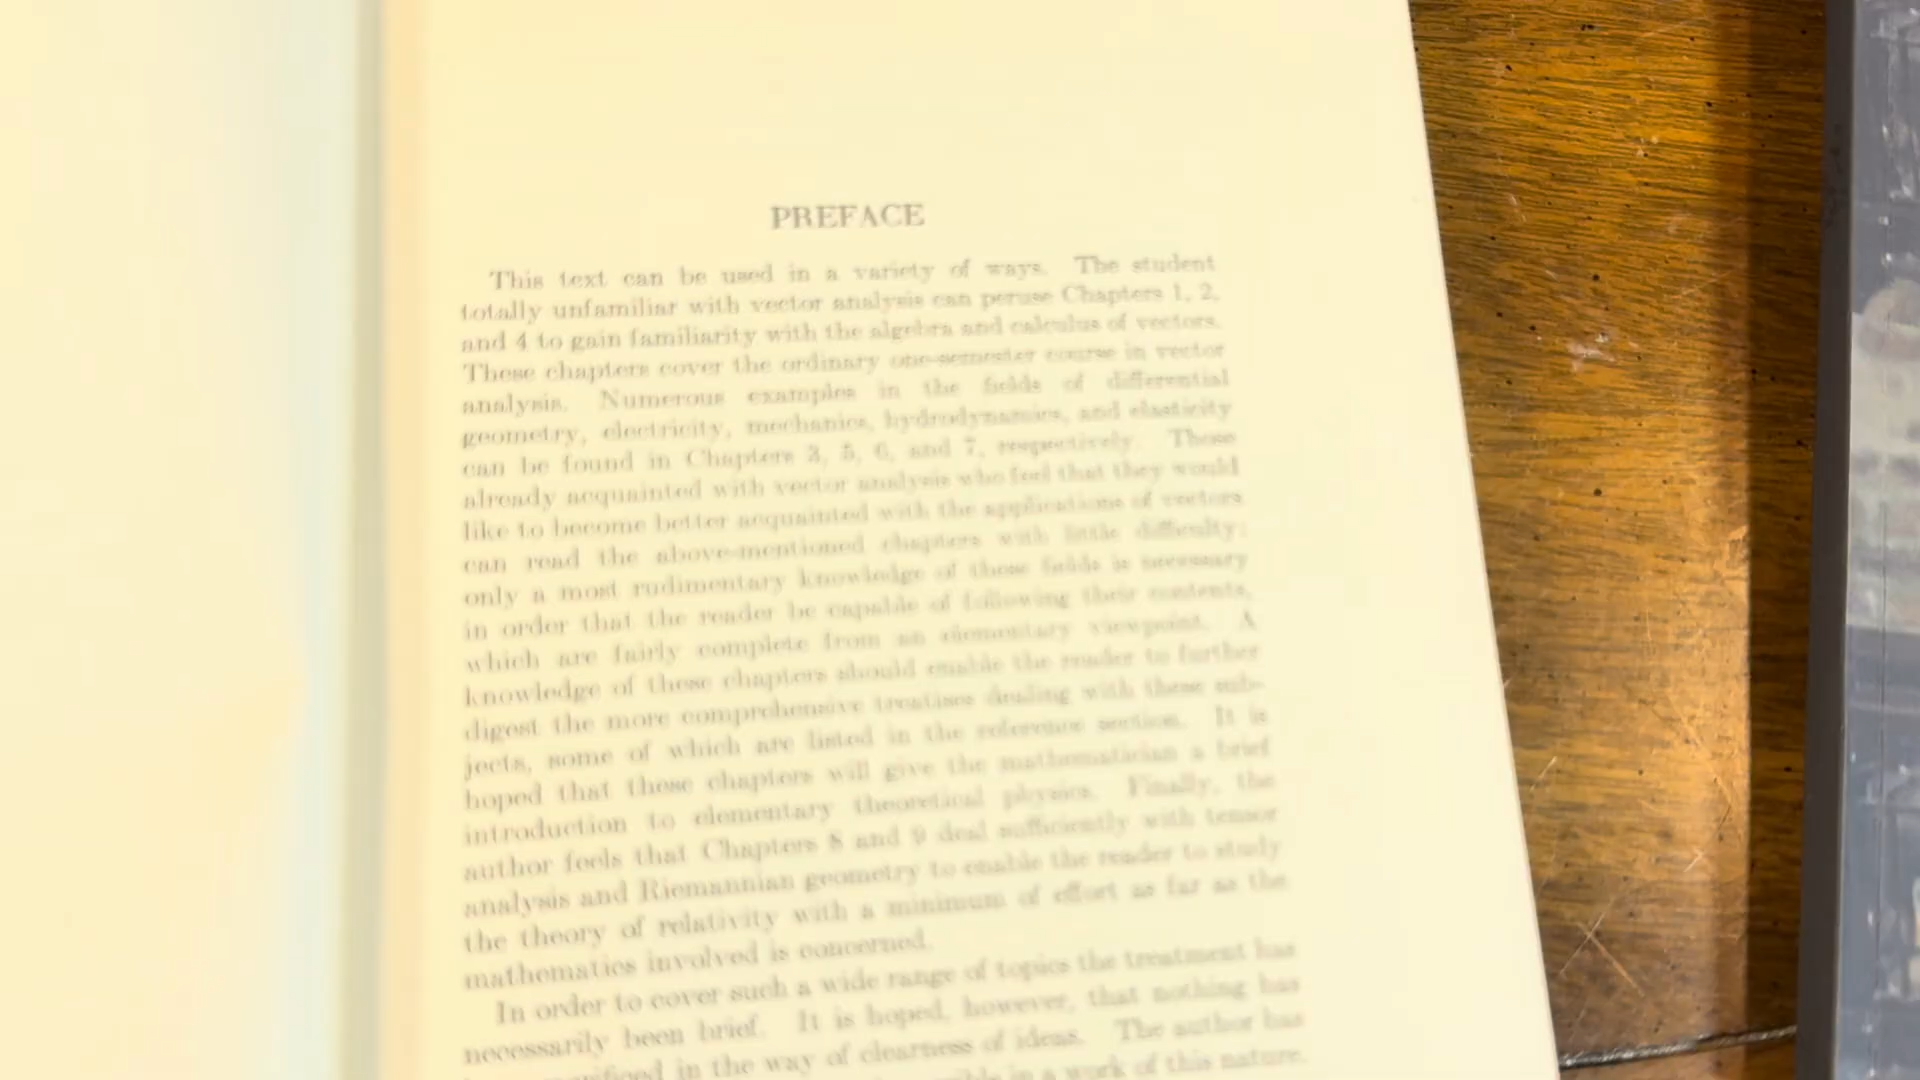 PREFACE
This text can be used in a variety of ways. The student
totally unfamiliar with vector analysis can peruse Chapters 1, 2,
and 4 to gain familiarity with the algebra and calculus of vectors.
These chapters cover the ordinary one-semester course in vector
analysis. Numerous examples in the fields of differential
geometry, electricity, mechanics, hydrodynamics, and elasticity
can be found in Chapters 3, 5, 6, and 7, respectively. Those
already acquainted with vector analysis who feel that they would
like to become better acquainted with the applications of vectors
can read the above-mentioned chapters with little difficulty;
only a most rudimentary knowledge of these fields is necessary
in order that the reader be capable of following their contents,
which are fairly complete from an elementary viewpoint. A
knowledge of these chapters should enable the reader to further
digest the more comprehensive treatises dealing with these sub-
jects, some of which are listed in the reference section. It is
hoped that these chapters will give the mathematician a brief
introduction to elementary theoretical physics. Finally, the
author feels that Chapters 8 and 9 deal sufficiently with tensor
analysis and Riemannian geometry to enable the reader to study
the theory of relativity with a minimum of effort as far as the
mathematics involved is concerned.
In order to cover such a wide range of topics the treatment has
necessarily been brief. It is hoped, however, that nothing has
in the way of clearness of ideas. The author has
in a work of this nature.